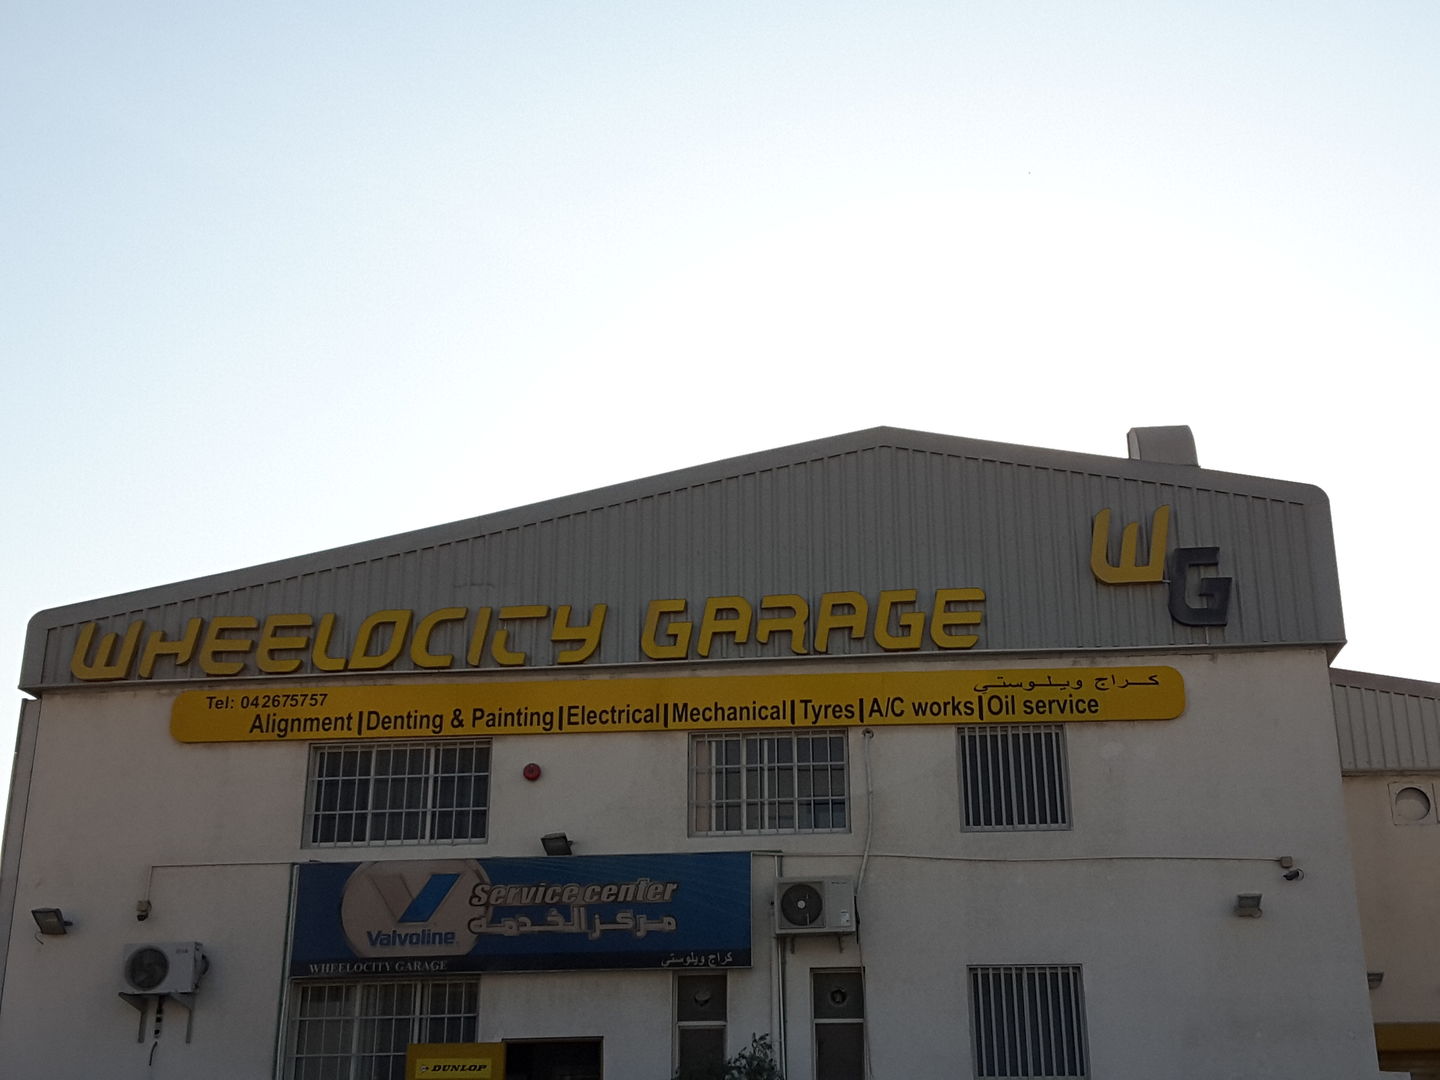 WG
WHEELOCITY GARAGE
كراج ويلوستي
Tel: 042675757
Alignment|Denting & Painting|Electrical|Mechanical|Tyres|A/C works|Oil service
Service center
مركز الخدمة
Valvoline
WHEELOCITY GARAGE
كراج ويلوستي
DUNLOP